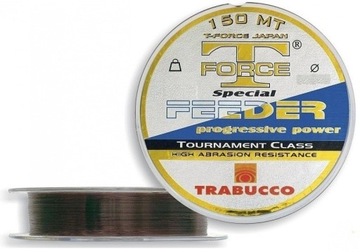 150 MT
T-FORCE JAPAN
T ®
FORCE
Special
FEEDER
progressive power
TOURNAMENT CLASS
HIGH ABRASION RESISTANCE
TRABUCCO